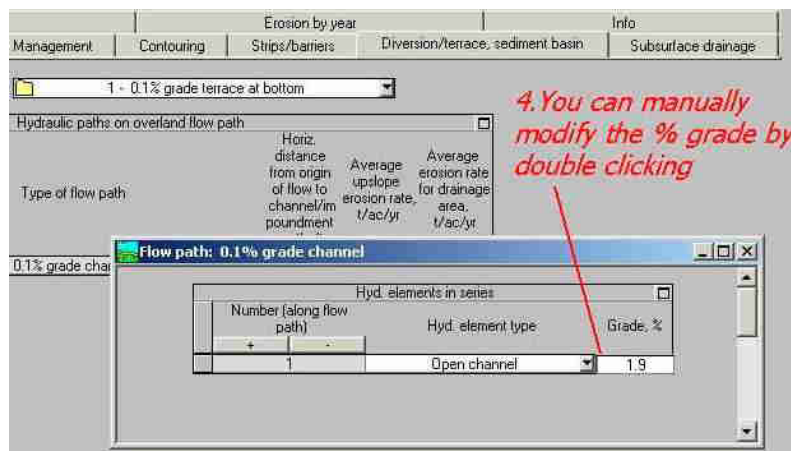 Erosion by year Info
Management Contouring Strips/barriers Diversion/terrace, sediment basin Subsurface drainage
1 - 0.1% grade terrace at bottom
4.You can manually
modify the % grade by
double clicking
Hydraulic paths on overland flow path
Type of flow path
Horiz.
distance
from origin
of flow to
channel/im
poundment
Average
upslope
erosion rate,
t/ac/yr
Average
erosion rate
for drainage
area,
t/ac/yr
0.1% grade chan
Flow path: 0.1% grade channel
Hyd. elements in series
Number (along flow
path)
+ -
Hyd. element type
Grade, %
1 Open channel 1.9